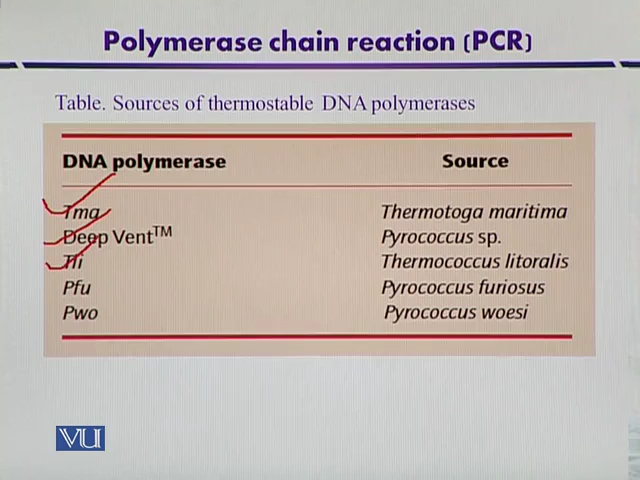 Polymerase chain reaction (PCR)
Table. Sources of thermostable DNA polymerases
DNA polymerase Source
Tma Thermotoga maritima
Deep Vent™ Pyrococcus sp.
Tli Thermococcus litoralis
Pfu Pyrococcus furiosus
Pwo Pyrococcus woesi
VU